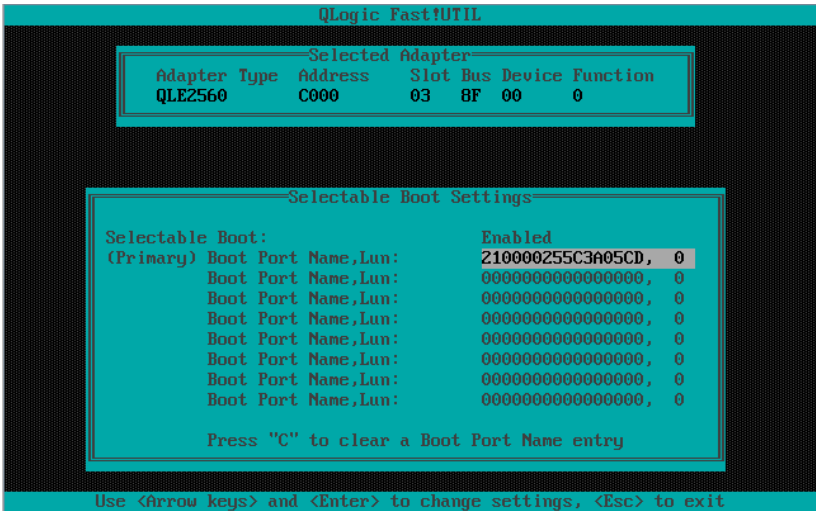 QLogic Fast!UTIL
Selected Adapter
Adapter Type Address Slot Bus Device Function
QLE2560 C000 03 8F 00 0
Selectable Boot Settings
Selectable Boot: Enabled
(Primary) Boot Port Name,Lun: 210000255C3A05CD, 0
Boot Port Name,Lun: 0000000000000000, 0
Boot Port Name,Lun: 0000000000000000, 0
Boot Port Name,Lun: 0000000000000000, 0
Boot Port Name,Lun: 0000000000000000, 0
Boot Port Name,Lun: 0000000000000000, 0
Boot Port Name,Lun: 0000000000000000, 0
Boot Port Name,Lun: 0000000000000000, 0
Press "C" to clear a Boot Port Name entry
Use <Arrow keys> and <Enter> to change settings, <Esc> to exit